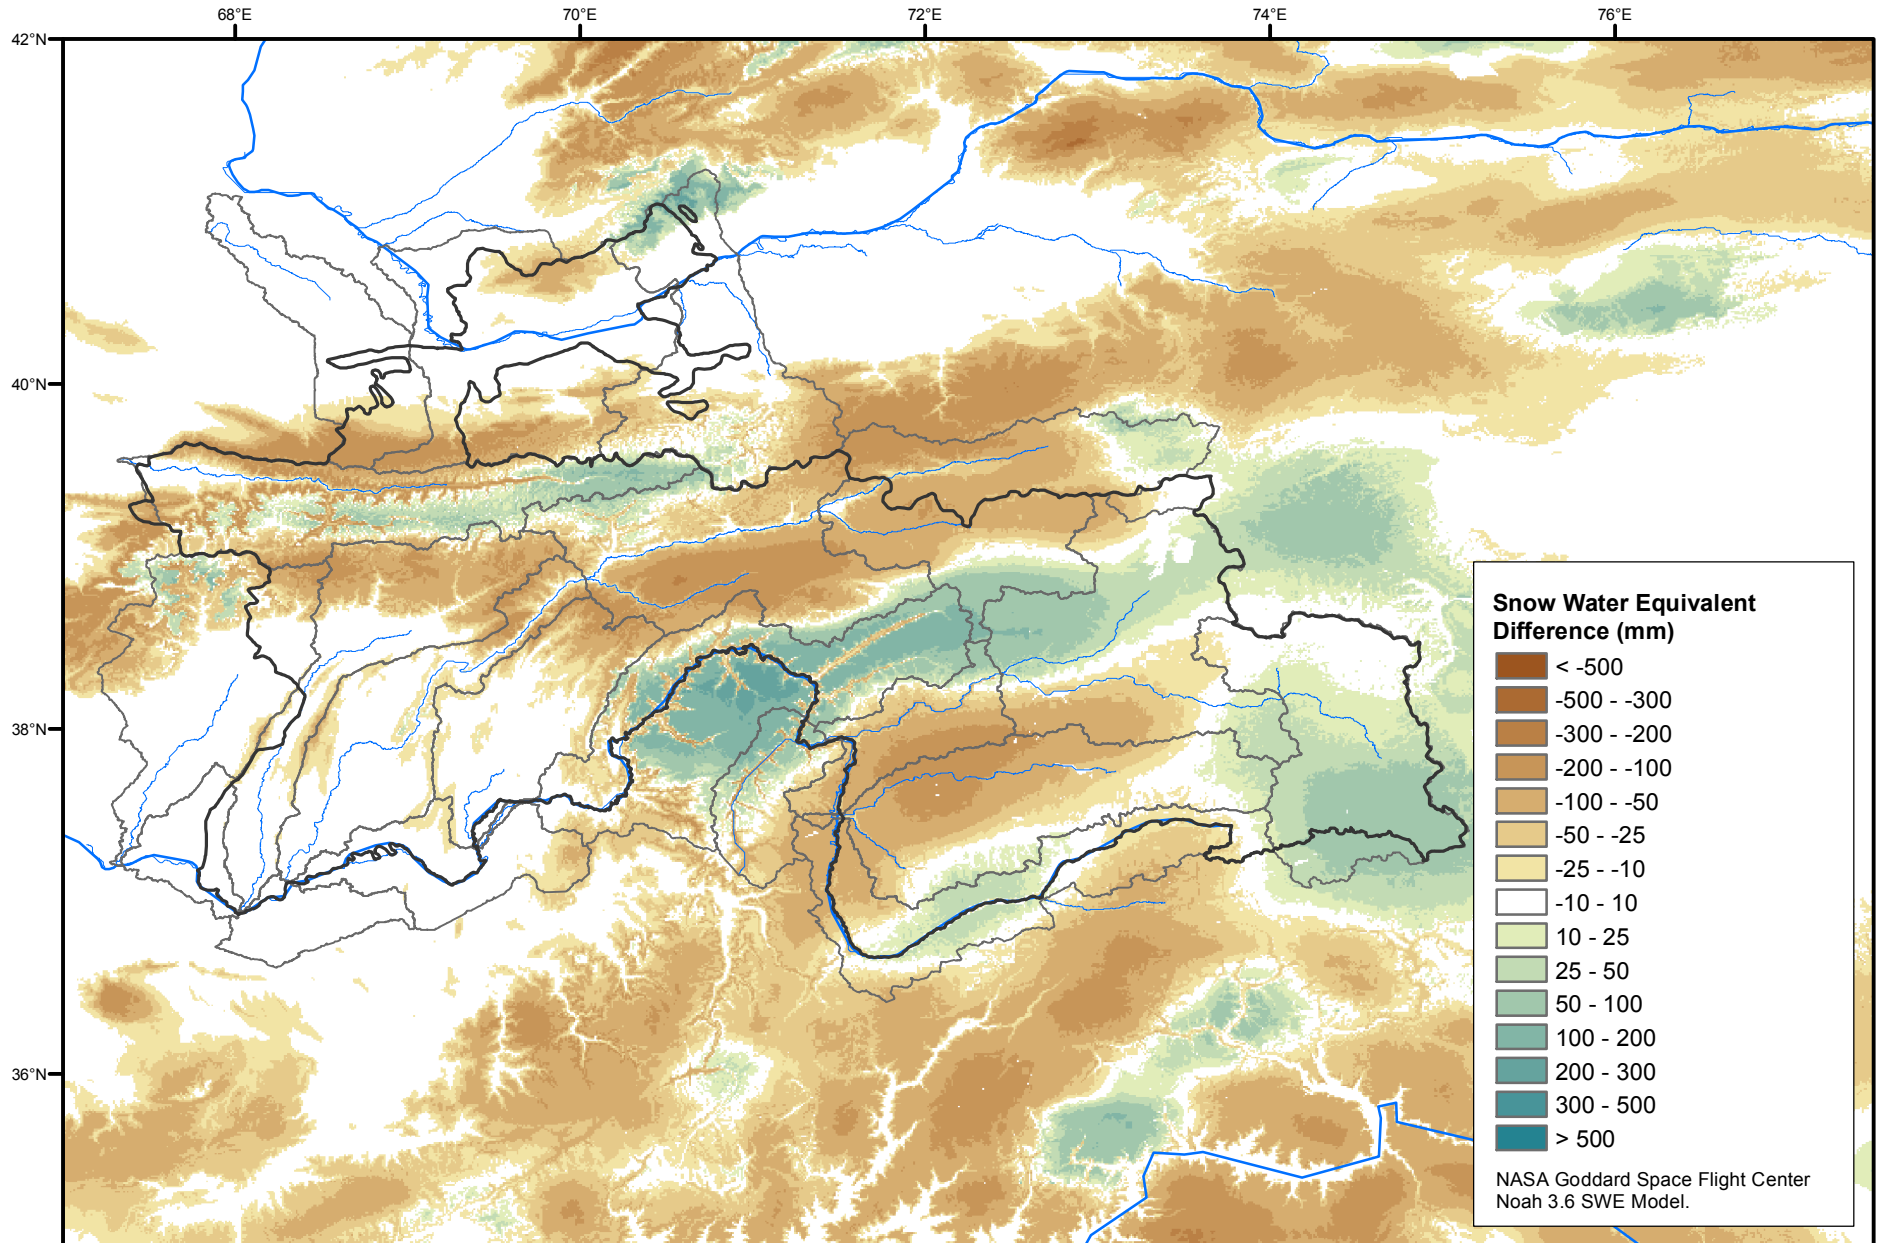 68°E 70°E 72°E 74°E 76°E
42°N
40°N
38°N
36°N
Snow Water Equivalent
Difference (mm)
< -500
-500 - -300
-300 - -200
-200 - -100
-100 - -50
-50 - -25
-25 - -10
-10 - 10
10 - 25
25 - 50
50 - 100
100 - 200
200 - 300
300 - 500
> 500
NASA Goddard Space Flight Center
Noah 3.6 SWE Model.